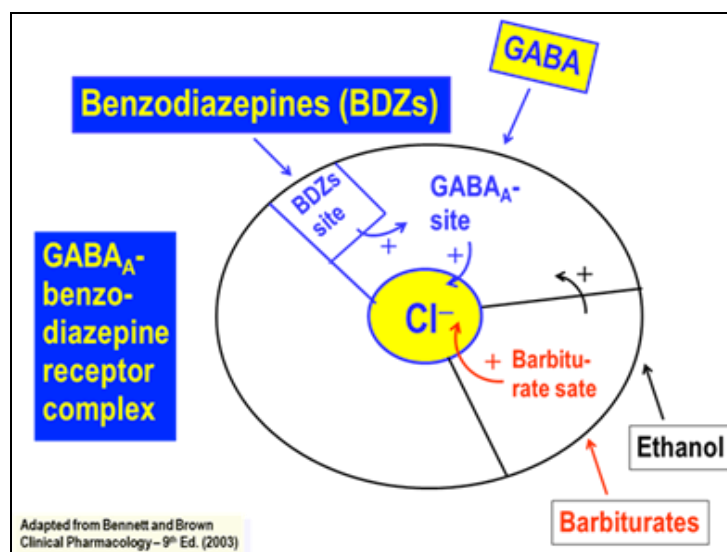 GABA
Benzodiazepines (BDZs)
BDZs
site
+
GABAA-
site
+
+
GABAA-
benzo-
diazepine
receptor
complex
Cl–
+
Barbitu-
rate sate
Ethanol
Barbiturates
Adapted from Bennett and Brown
Clinical Pharmacology – 9th Ed. (2003)